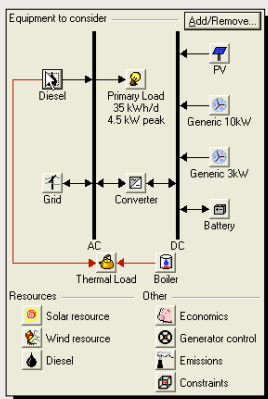 Equipment to consider
Add/Remove...
Diesel
Primary Load
35 kWh/d
4.5 kW peak
PV
Generic 10kW
Generic 3kW
Grid
Converter
Battery
AC
DC
Thermal Load
Boiler
Resources
Other
Solar resource
Economics
Wind resource
Generator control
Diesel
Emissions
Constraints